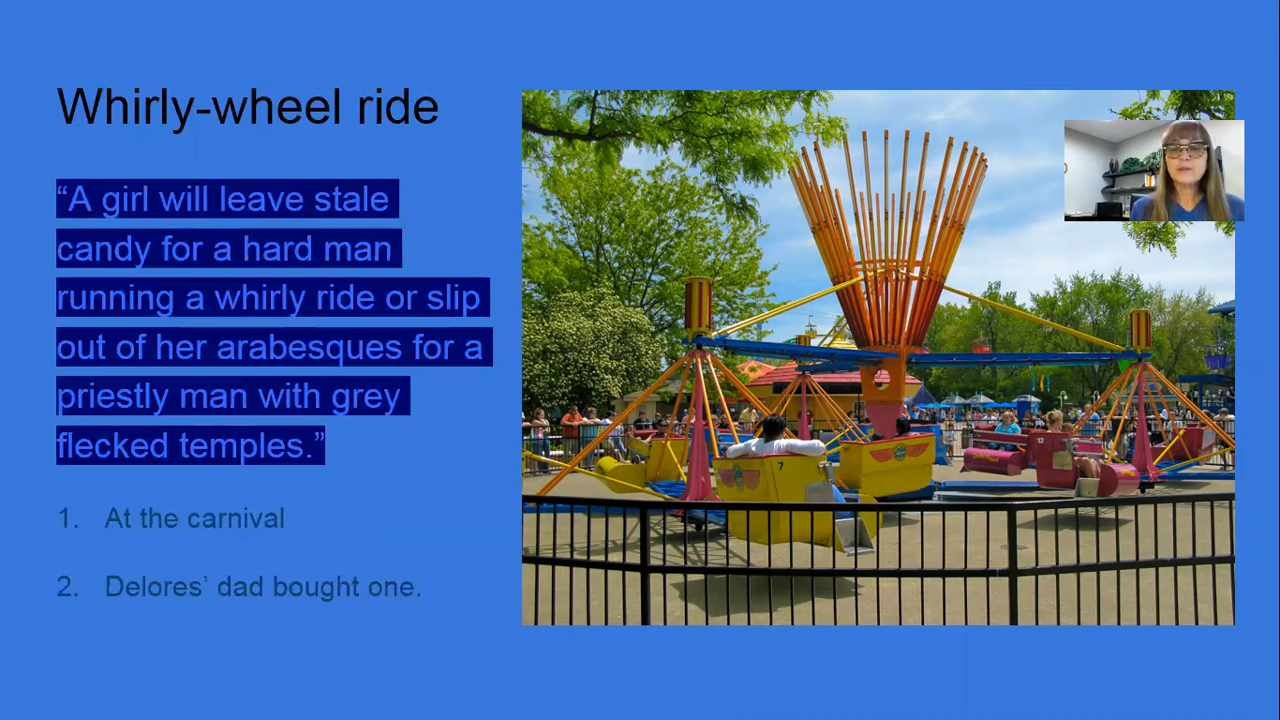 Whirly-wheel ride
“A girl will leave stale
candy for a hard man
running a whirly ride or slip
out of her arabesques for a
priestly man with grey
flecked temples.”
1. At the carnival
2. Delores’ dad bought one.
7